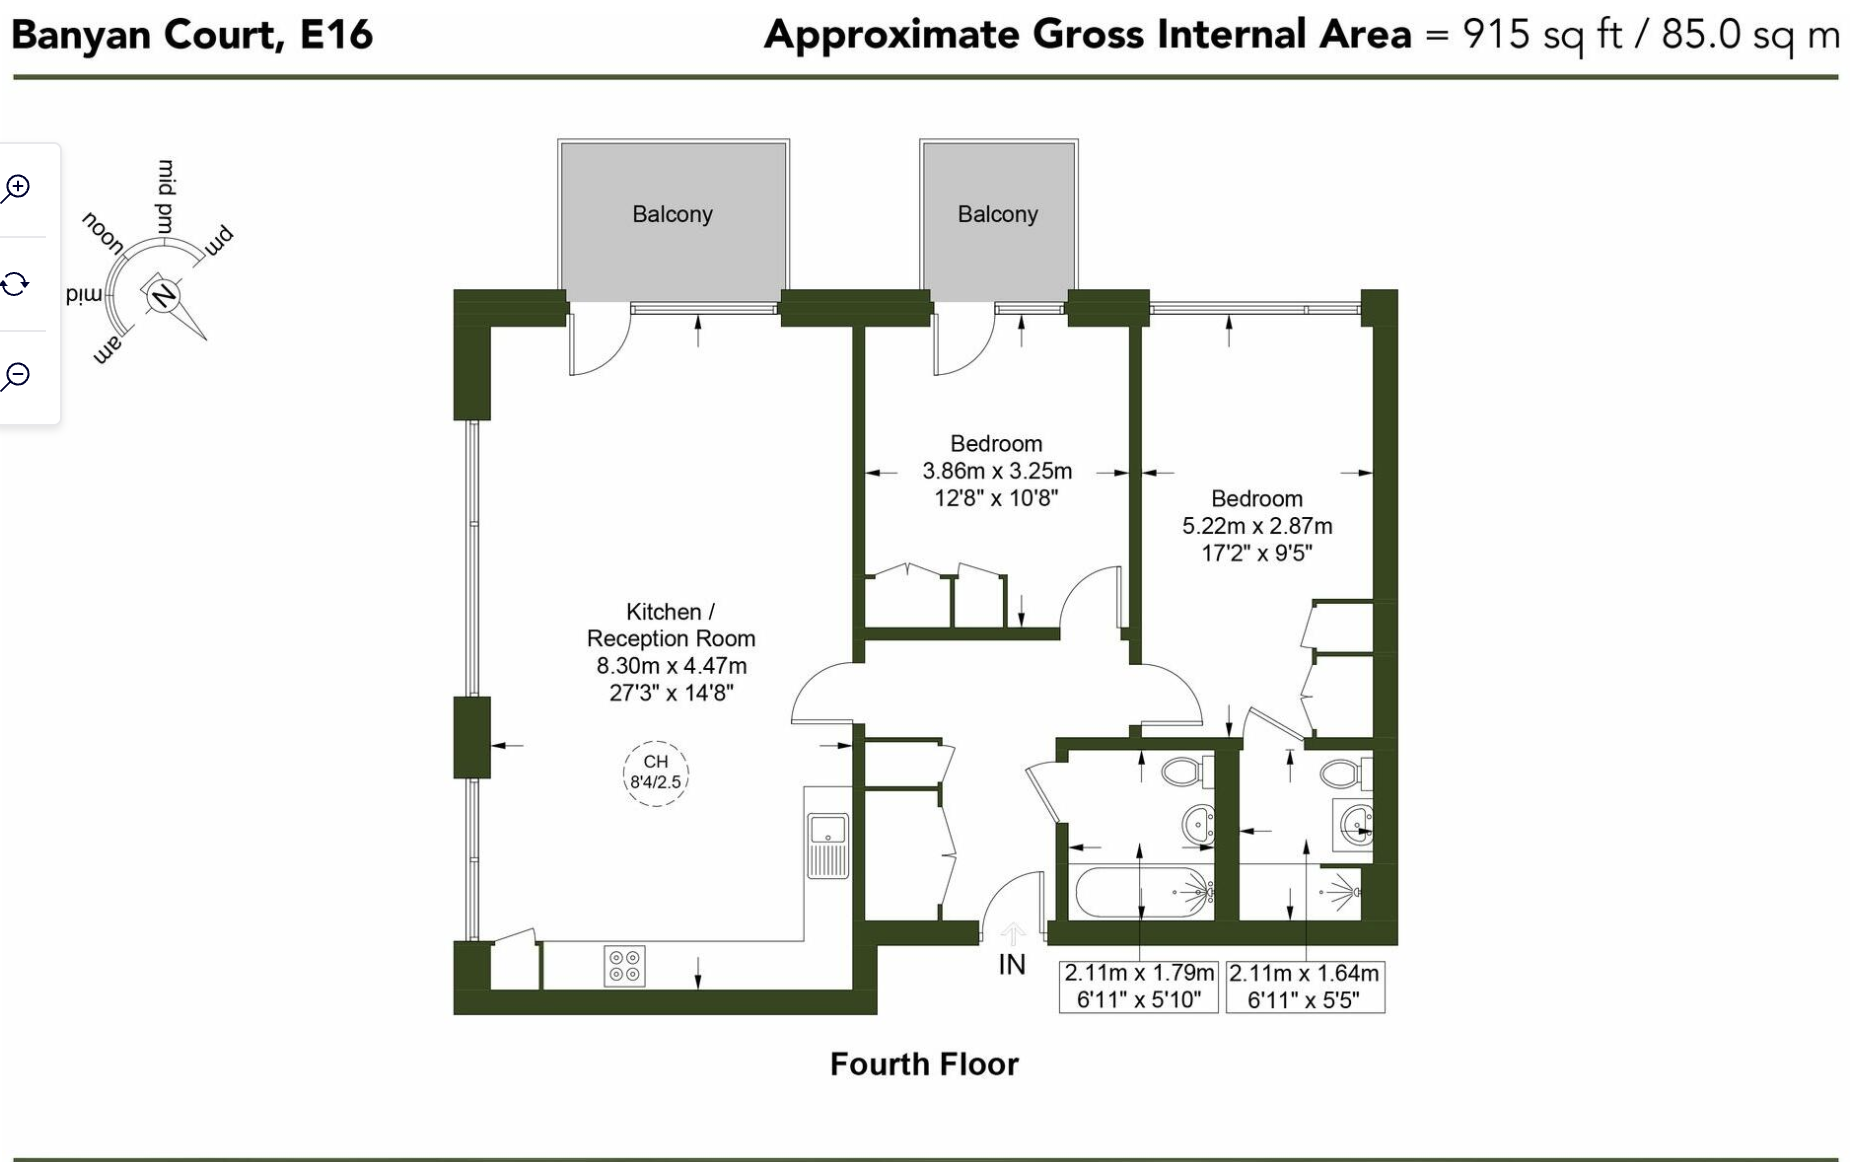 Banyan Court, E16
Approximate Gross Internal Area = 915 sq ft / 85.0 sq m
mid pm
noon
pm
mid
am
N
Balcony
Balcony
Bedroom
3.86m x 3.25m
12'8" x 10'8"
Bedroom
5.22m x 2.87m
17'2" x 9'5"
Kitchen /
Reception Room
8.30m x 4.47m
27'3" x 14'8"
CH
8'4/2.5
IN
2.11m x 1.79m
6'11" x 5'10"
2.11m x 1.64m
6'11" x 5'5"
Fourth Floor